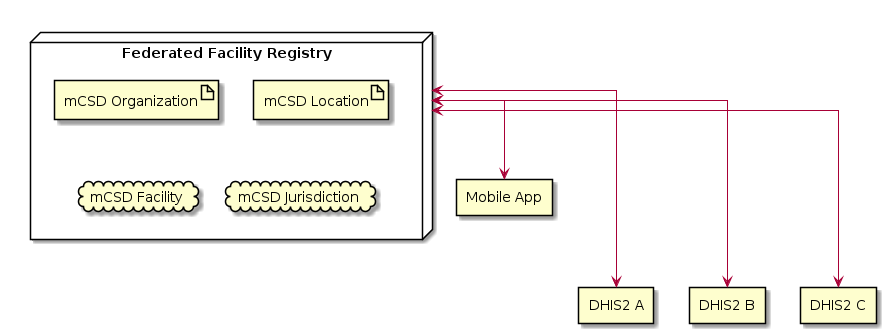 Federated Facility Registry
mCSD Organization
mCSD Location
mCSD Facility
mCSD Jurisdiction
Mobile App
DHIS2 A
DHIS2 B
DHIS2 C